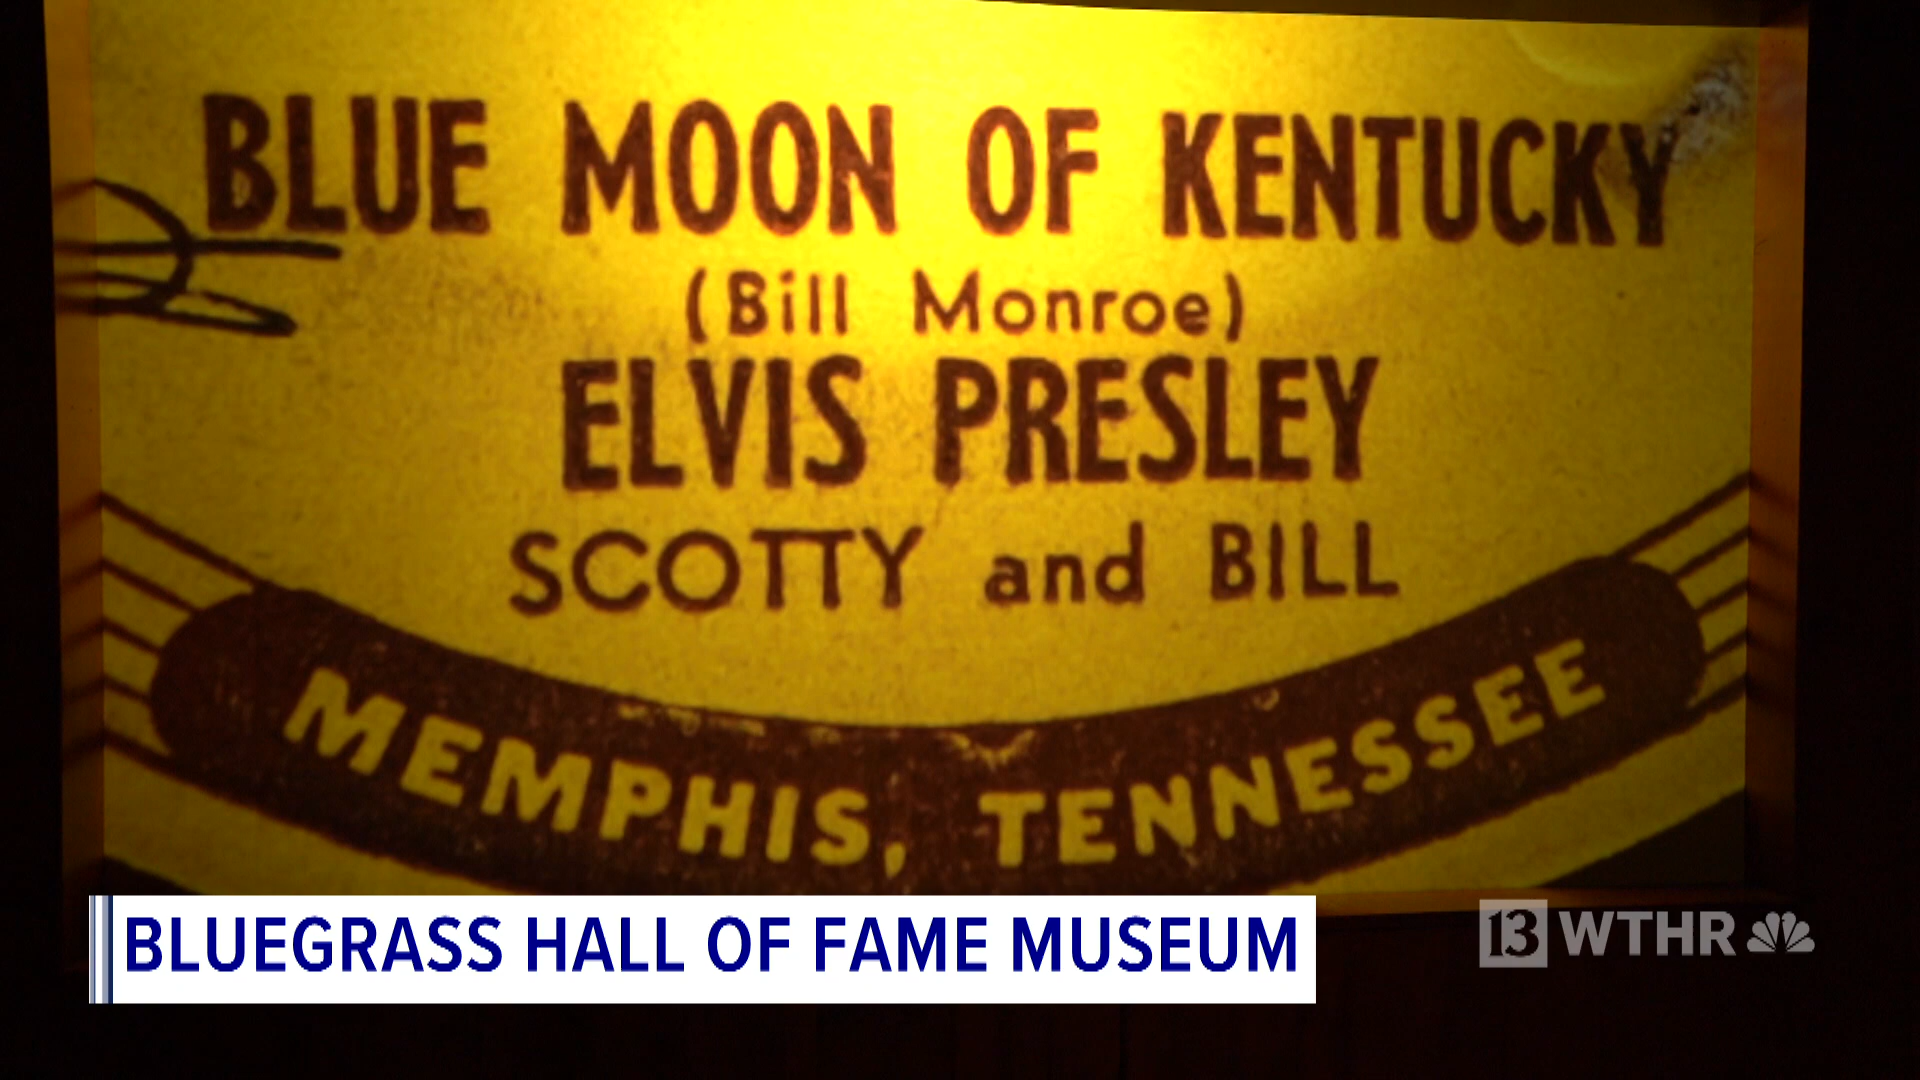 BLUE MOON OF KENTUCKY
(Bill Monroe)
ELVIS PRESLEY
SCOTTY and BILL
MEMPHIS, TENNESSEE
BLUEGRASS HALL OF FAME MUSEUM
13 WTHR